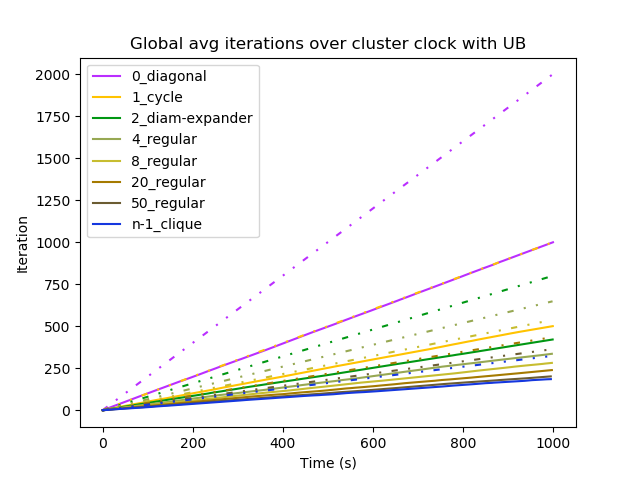 Global avg iterations over cluster clock with UB
2000
1750
1500
1250
1000
750
500
250
0
Iteration
0_diagonal
1_cycle
2_diam-expander
4_regular
8_regular
20_regular
50_regular
n-1_clique
0 200 400 600 800 1000
Time (s)